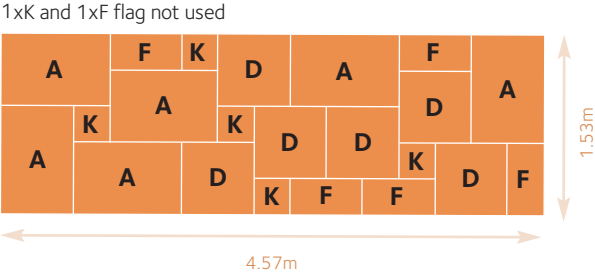 1xK and 1xF flag not used
A F K D A F
A D A
K K D D
A A D K D F
K F F
1.53m
4.57m